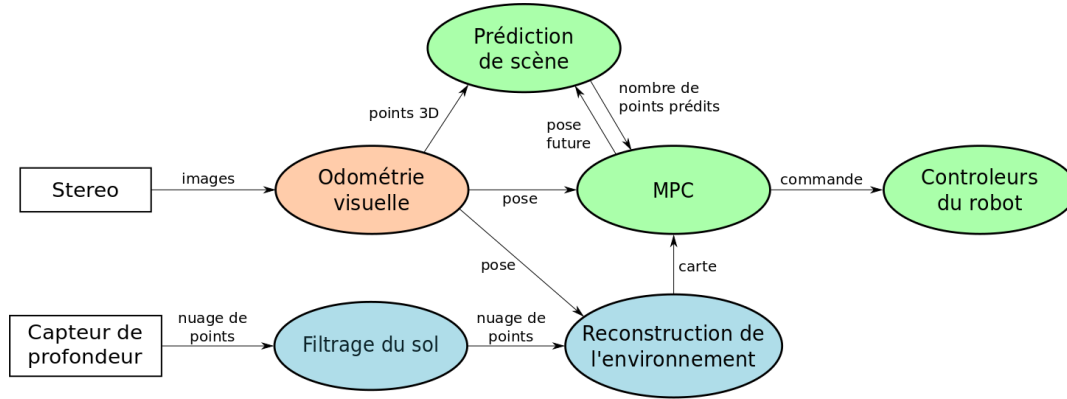 Prédiction
de scène
nombre de
points prédits
points 3D
pose
future
Stereo
images
Odométrie
visuelle
pose
MPC
commande
Controleurs
du robot
pose
carte
Capteur de
profondeur
nuage de
points
Filtrage du sol
nuage de
points
Reconstruction de
l'environnement